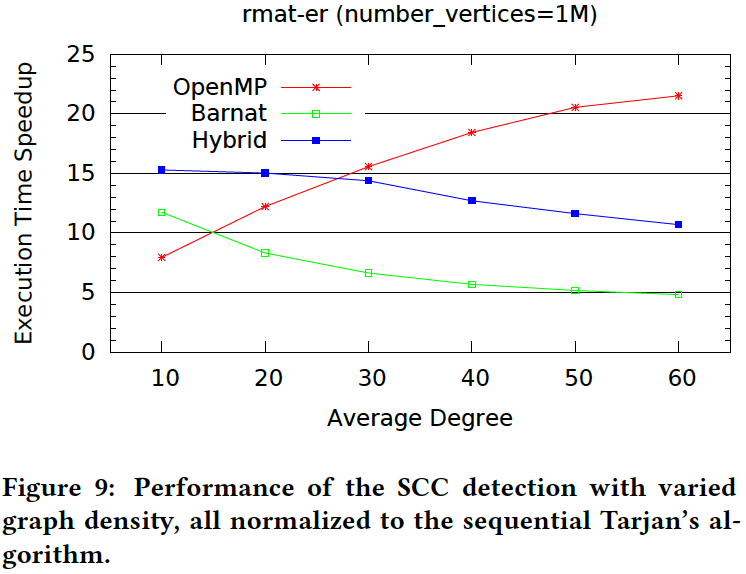 rmat-er (number_vertices=1M)
25
20
15
10
5
0
Execution Time Speedup
OpenMP
Barnat
Hybrid
10 20 30 40 50 60
Average Degree
Figure 9: Performance of the SCC detection with varied
graph density, all normalized to the sequential Tarjan's al-
gorithm.